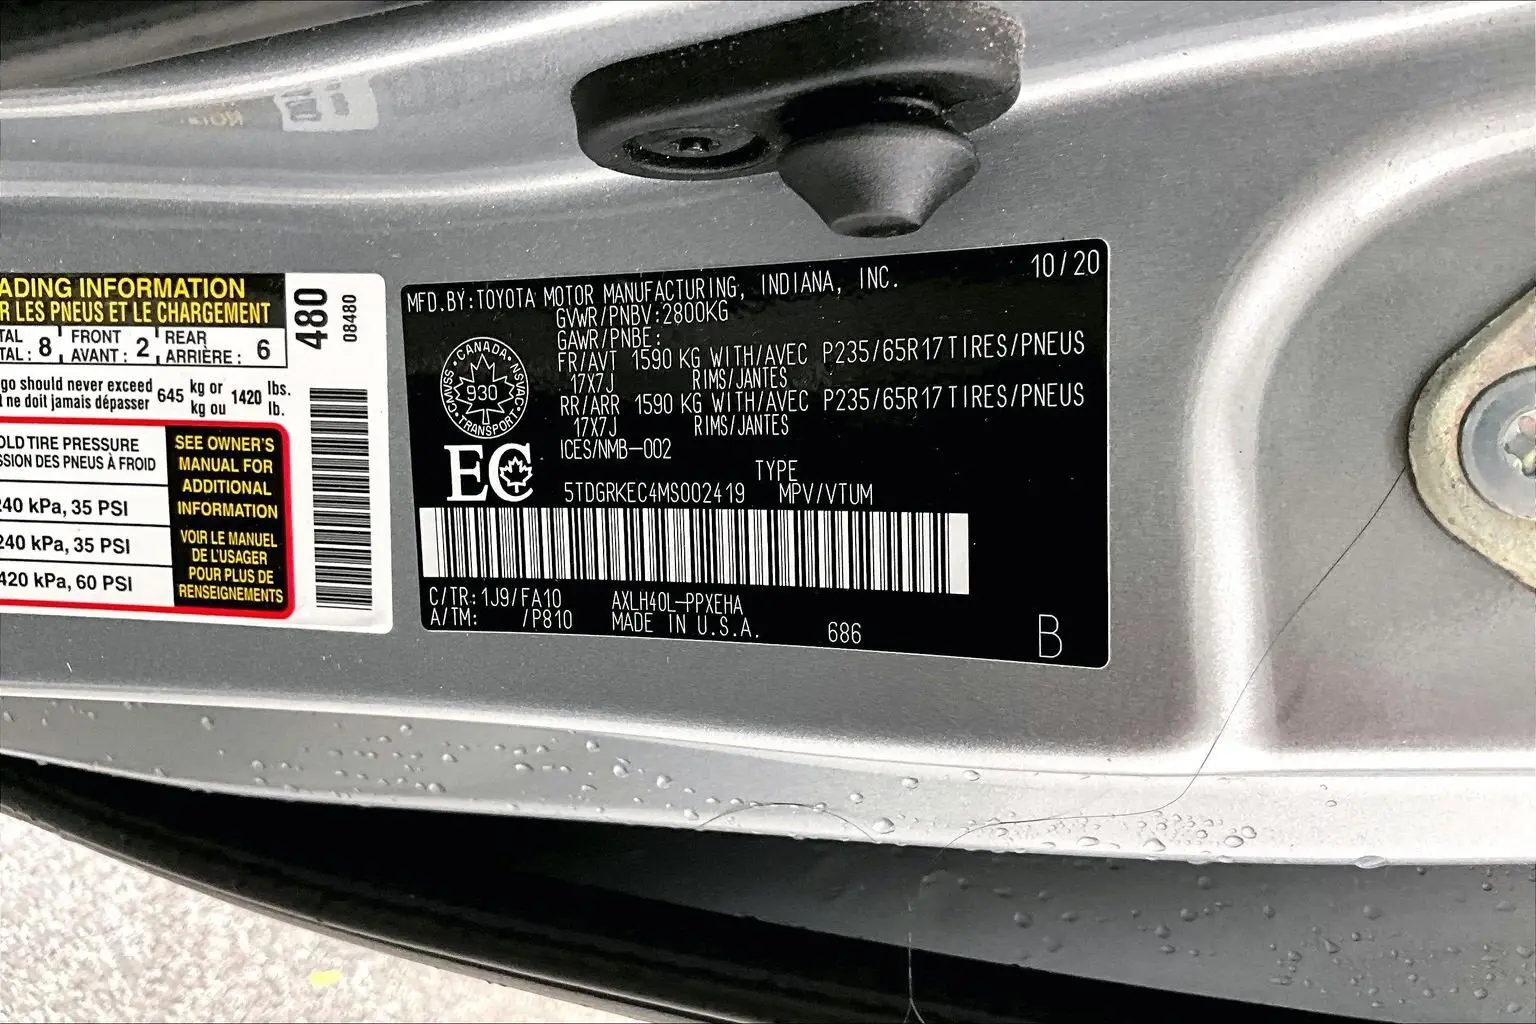 ADING INFORMATION
R LES PNEUS ET LE CHARGEMENT
TAL FRONT REAR
TAL : 8 AVANT : 2 ARRIÈRE : 6
go should never exceed 645 kg or 1420 lbs.
t ne doit jamais dépasser kg ou lb.
OLD TIRE PRESSURE
SSION DES PNEUS À FROID
240 kPa, 35 PSI
240 kPa, 35 PSI
420 kPa, 60 PSI
SEE OWNER'S
MANUAL FOR
ADDITIONAL
INFORMATION
VOIR LE MANUEL
DE L'USAGER
POUR PLUS DE
RENSEIGNEMENTS
480
08480
MFD.BY:TOYOTA MOTOR MANUFACTURING, INDIANA, INC. 10/20
GVWR/PNBV:2800KG
GAWR/PNBE:
FR/AVT 1590 KG WITH/AVEC P235/65R17 TIRES/PNEUS
17X7J RIMS/JANTES
RR/ARR 1590 KG WITH/AVEC P235/65R17 TIRES/PNEUS
17X7J RIMS/JANTES
ICES/NMB-002
CANADA
CMVSS 930 NSVAC
TRANSPORT
EC
TYPE
5TDGRKEC4MS002419 MPV/VTUM
C/TR: 1J9/FA10 AXLH40L-PPXEHA
A/TM: /P810 MADE IN U.S.A. 686 B